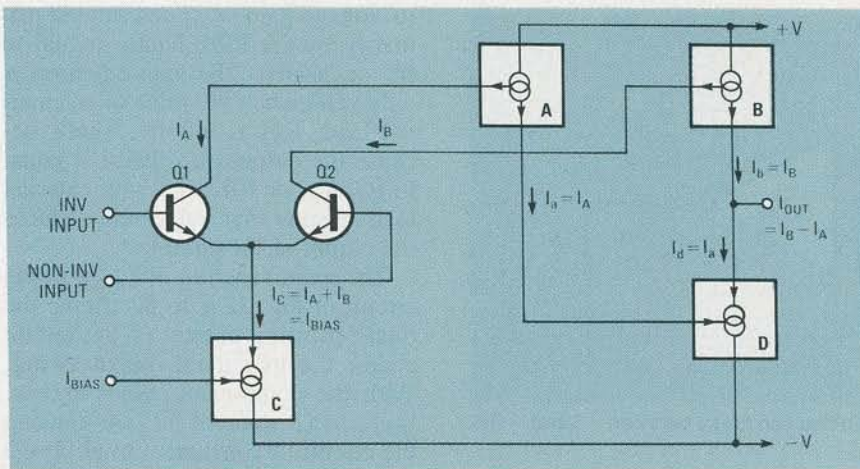 +V
A
B
I_A
I_B
Q1
Q2
I_b = I_B
INV
INPUT
I_a = I_A
I_OUT
= I_B − I_A
I_d = I_a
NON-INV
INPUT
I_C = I_A + I_B
= I_BIAS
D
I_BIAS
C
−V